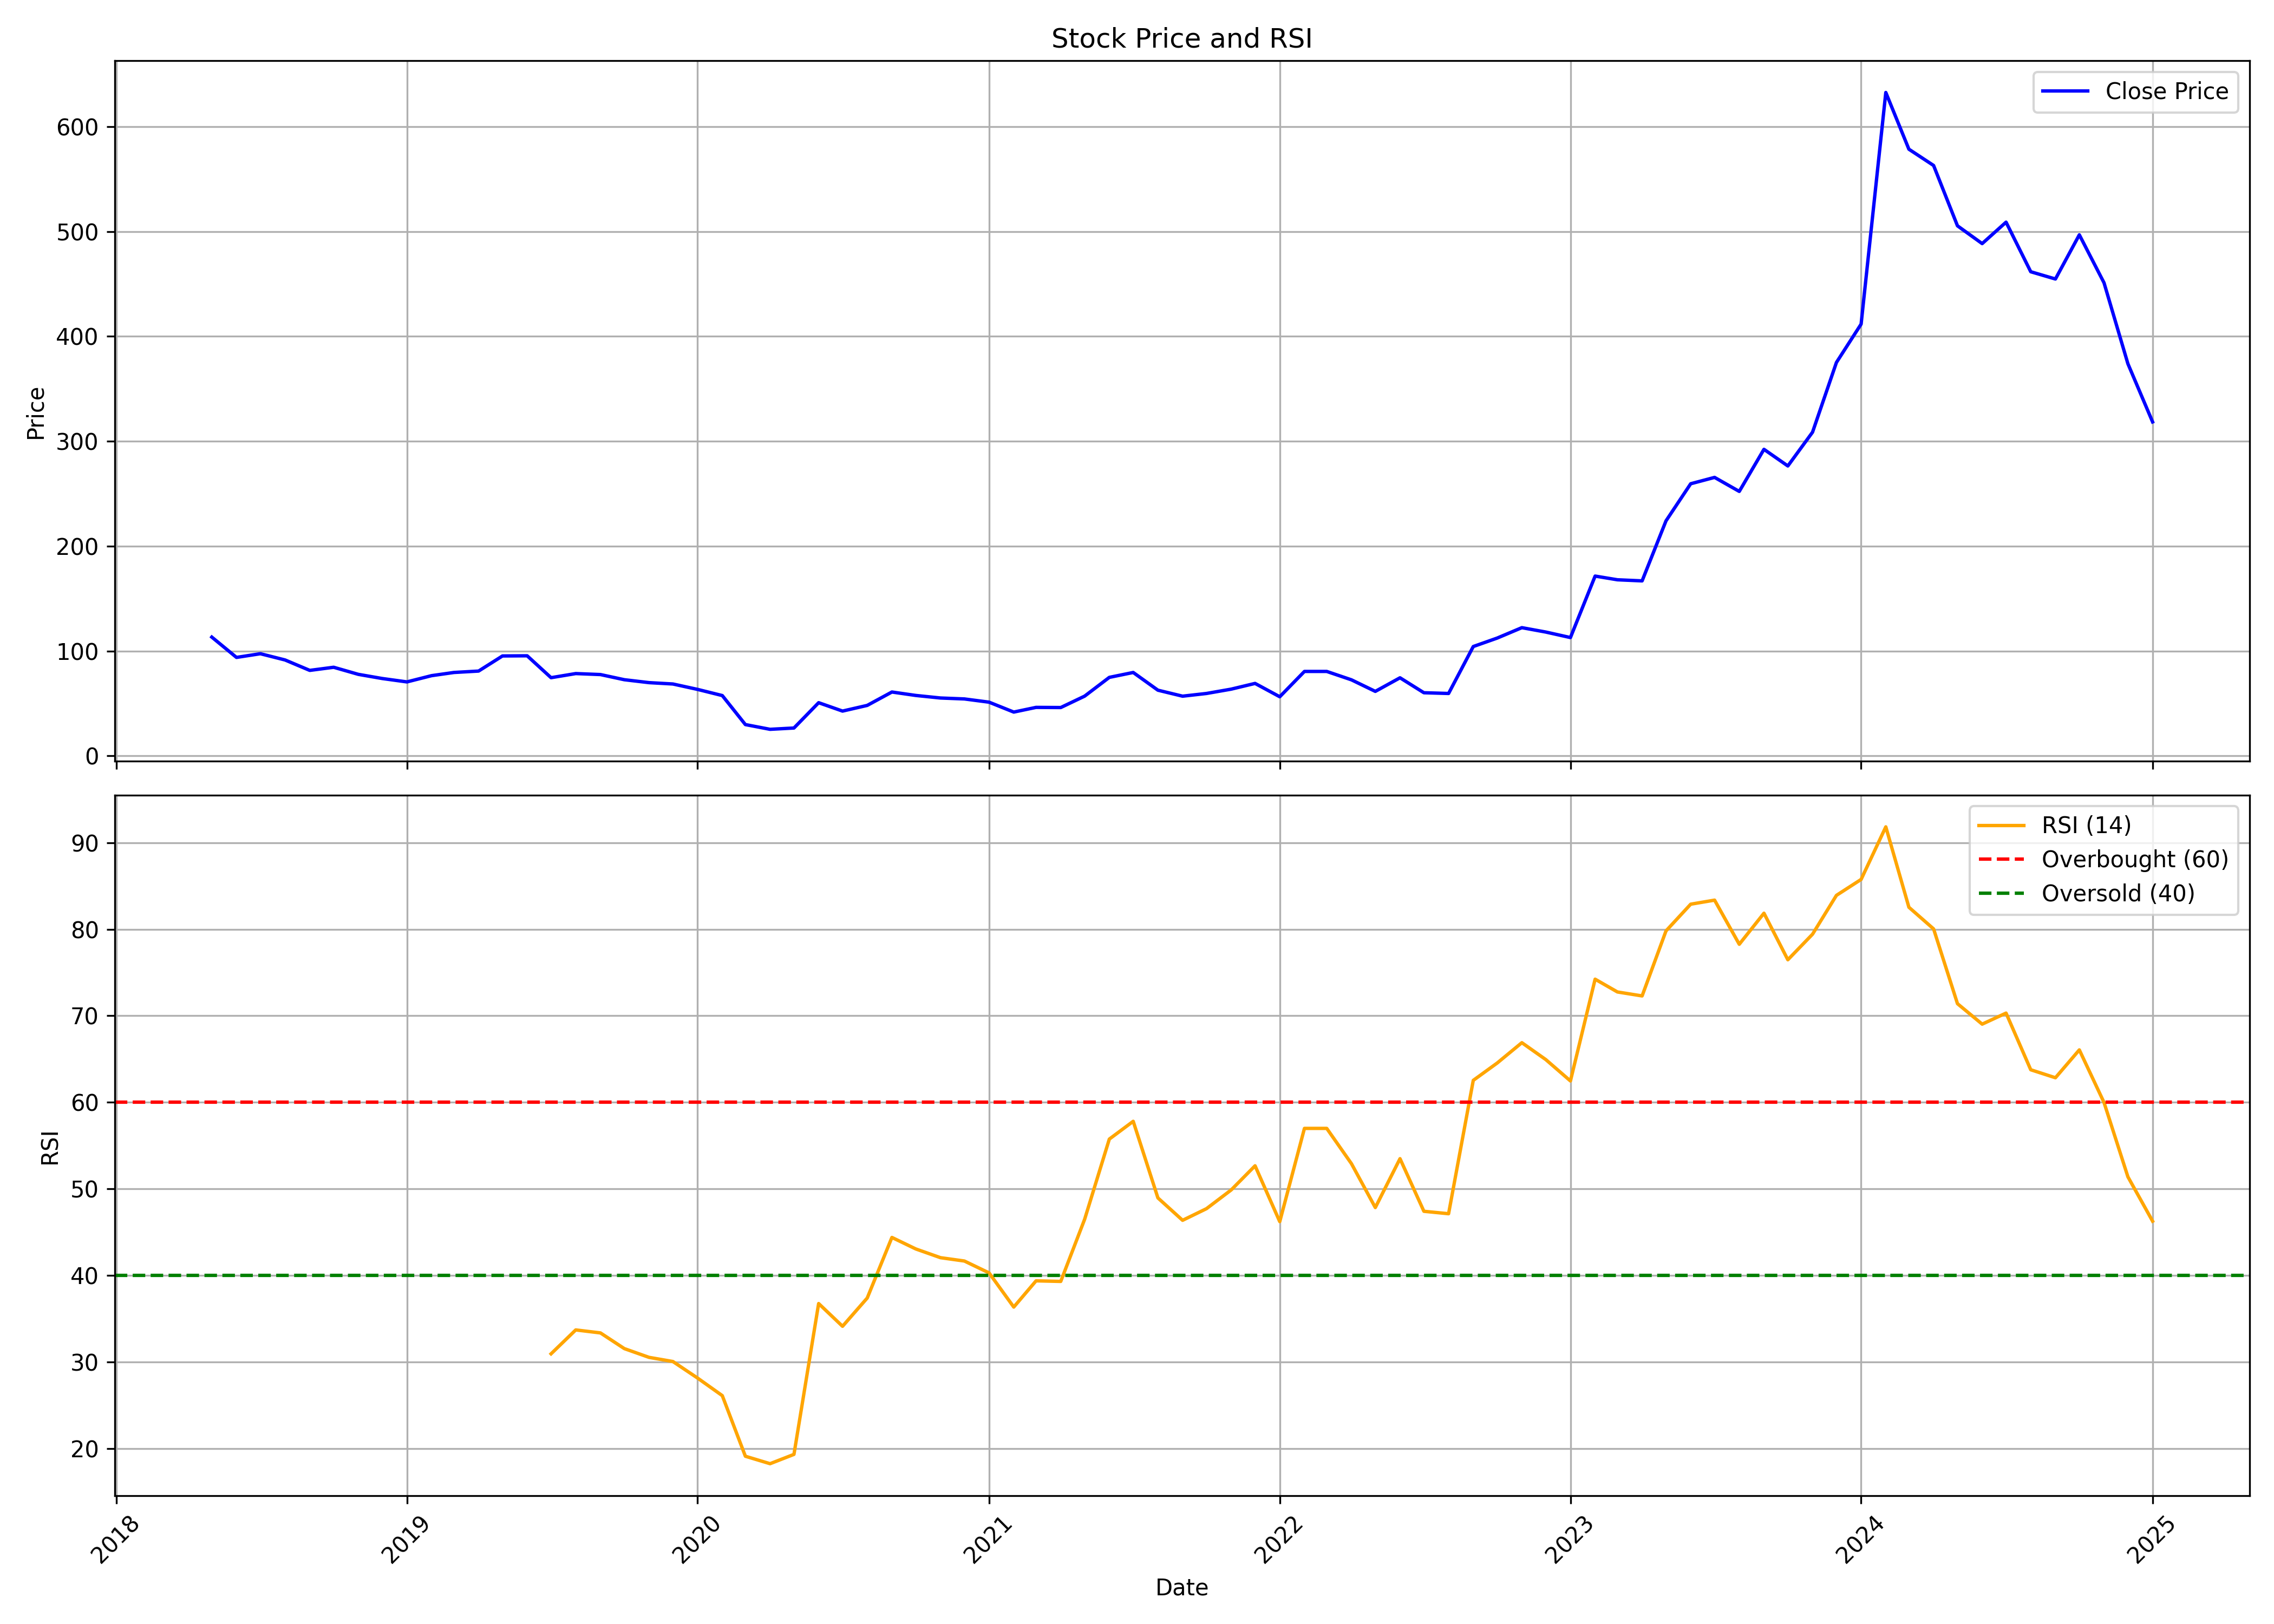 Stock Price and RSI
Close Price
600
500
400
300
200
100
0
Price
RSI (14)
Overbought (60)
Oversold (40)
90
80
70
60
50
40
30
20
RSI
2018
2019
2020
2021
2022
2023
2024
2025
Date